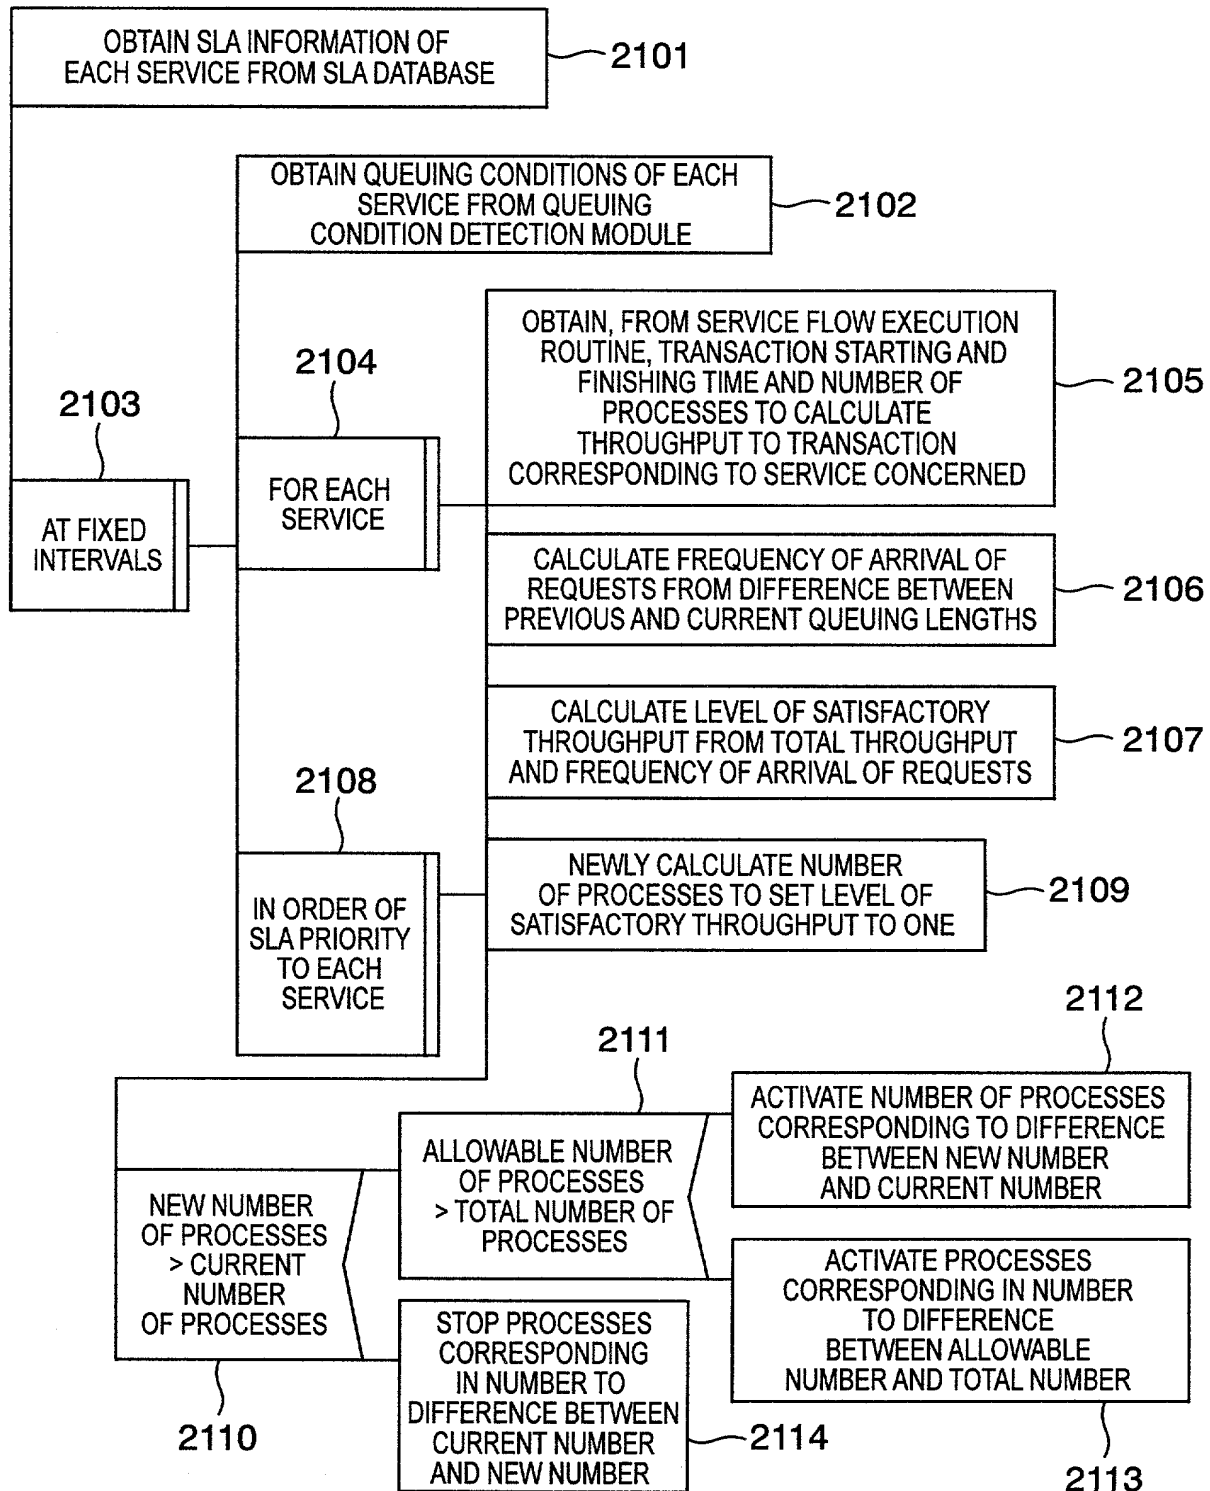 OBTAIN SLA INFORMATION OF
EACH SERVICE FROM SLA DATABASE
2101
OBTAIN QUEUING CONDITIONS OF EACH
SERVICE FROM QUEUING
CONDITION DETECTION MODULE
2102
2103
AT FIXED
INTERVALS
2104
FOR EACH
SERVICE
OBTAIN, FROM SERVICE FLOW EXECUTION
ROUTINE, TRANSACTION STARTING AND
FINISHING TIME AND NUMBER OF
PROCESSES TO CALCULATE
THROUGHPUT TO TRANSACTION
CORRESPONDING TO SERVICE CONCERNED
2105
CALCULATE FREQUENCY OF ARRIVAL OF
REQUESTS FROM DIFFERENCE BETWEEN
PREVIOUS AND CURRENT QUEUING LENGTHS
2106
CALCULATE LEVEL OF SATISFACTORY
THROUGHPUT FROM TOTAL THROUGHPUT
AND FREQUENCY OF ARRIVAL OF REQUESTS
2107
2108
IN ORDER OF
SLA PRIORITY
TO EACH
SERVICE
NEWLY CALCULATE NUMBER
OF PROCESSES TO SET LEVEL OF
SATISFACTORY THROUGHPUT TO ONE
2109
NEW NUMBER
OF PROCESSES
> CURRENT
NUMBER
OF PROCESSES
2110
2111
ALLOWABLE NUMBER
OF PROCESSES
> TOTAL NUMBER OF
PROCESSES
2112
ACTIVATE NUMBER OF PROCESSES
CORRESPONDING TO DIFFERENCE
BETWEEN NEW NUMBER
AND CURRENT NUMBER
ACTIVATE PROCESSES
CORRESPONDING IN NUMBER
TO DIFFERENCE
BETWEEN ALLOWABLE
NUMBER AND TOTAL NUMBER
2113
STOP PROCESSES
CORRESPONDING
IN NUMBER TO
DIFFERENCE BETWEEN
CURRENT NUMBER
AND NEW NUMBER
2114